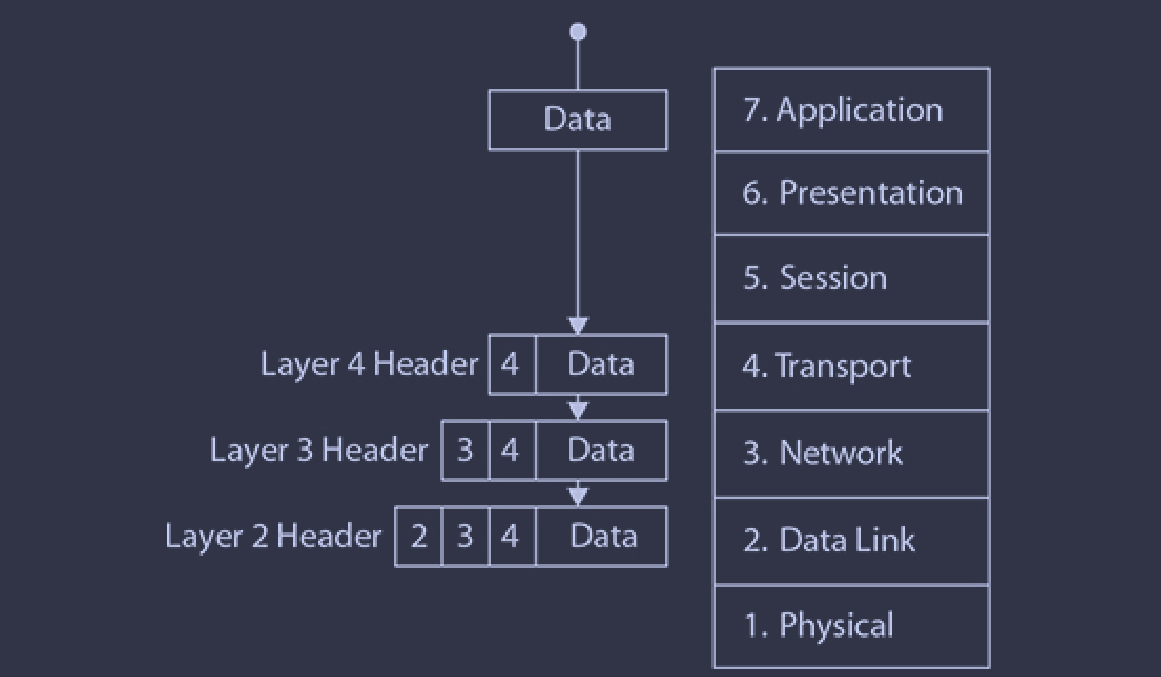 Data
7. Application
6. Presentation
5. Session
Layer 4 Header 4 Data
4. Transport
Layer 3 Header 3 4 Data
3. Network
Layer 2 Header 2 3 4 Data
2. Data Link
1. Physical